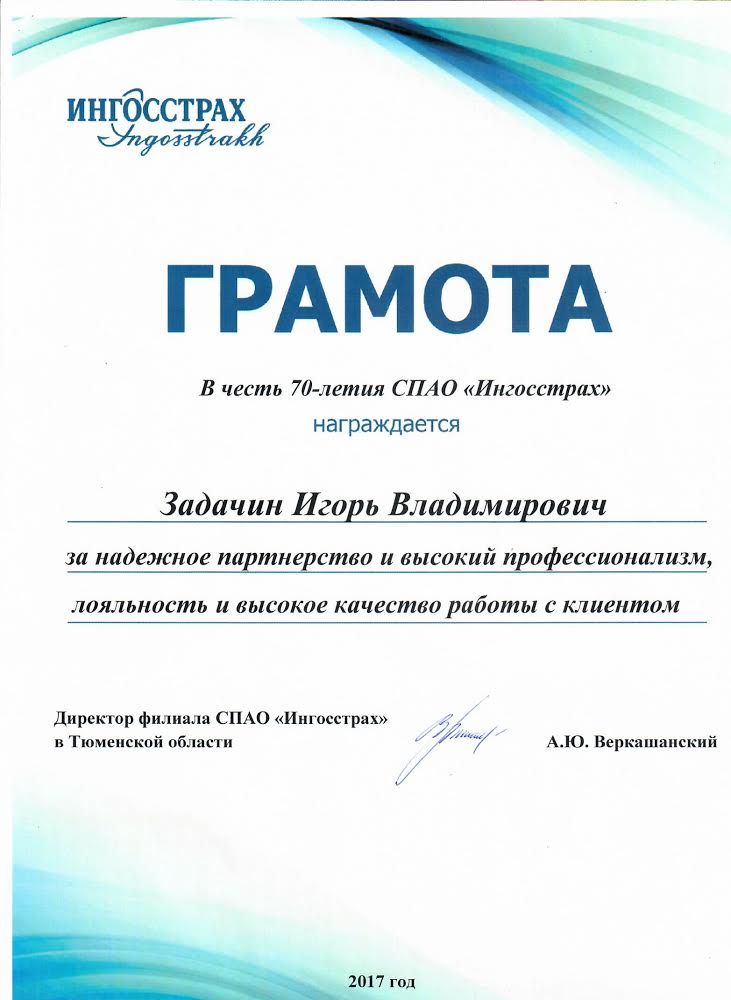 ИНГОССТРАХ
Ingosstrakh
ГРАМОТА
В честь 70-летия СПАО «Ингосстрах»
награждается
Задачин Игорь Владимирович
за надежное партнерство и высокий профессионализм,
лояльность и высокое качество работы с клиентом
Директор филиала СПАО «Ингосстрах»
в Тюменской области
А.Ю. Веркашанский
2017 год